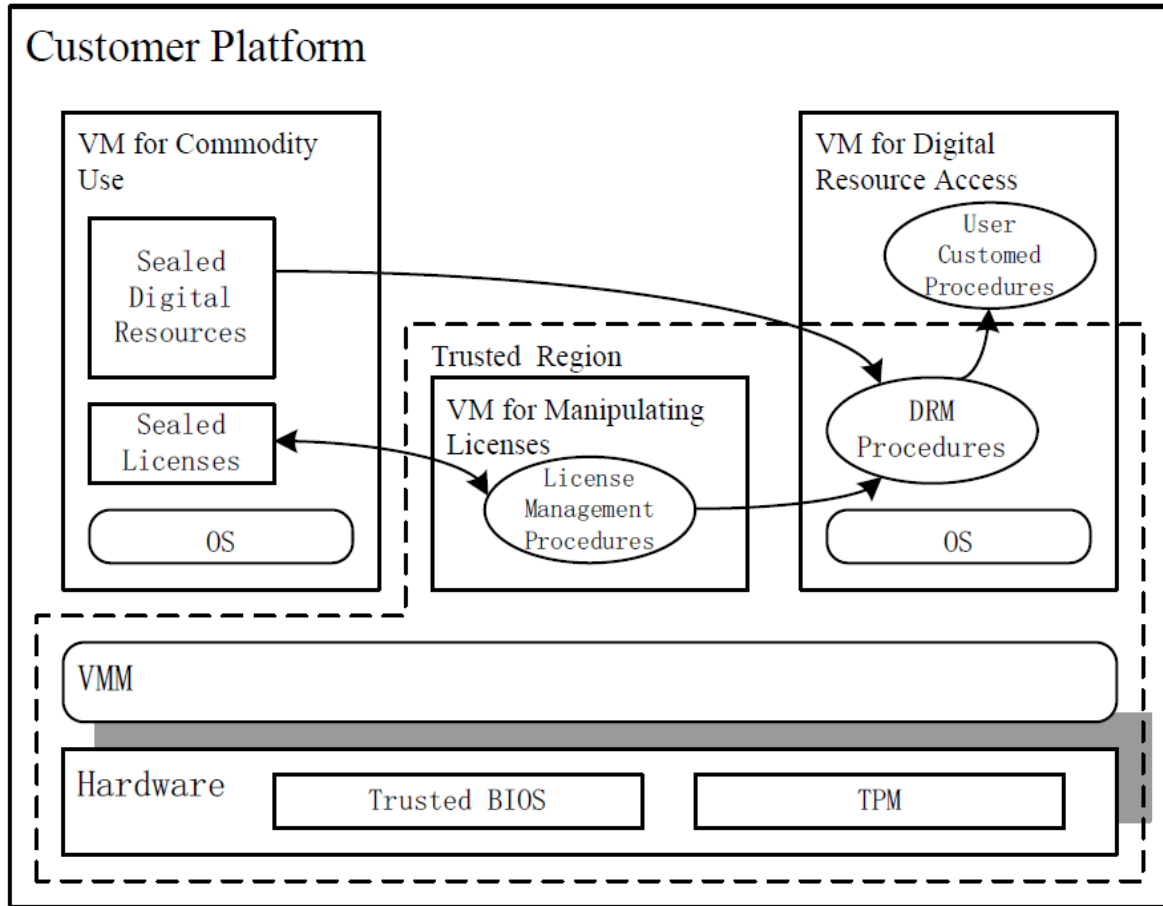 Customer Platform
VM for Commodity
Use
Sealed
Digital
Resources
Sealed
Licenses
OS
Trusted Region
VM for Manipulating
Licenses
License
Management
Procedures
VM for Digital
Resource Access
User
Customed
Procedures
DRM
Procedures
OS
VMM
Hardware
Trusted BIOS
TPM